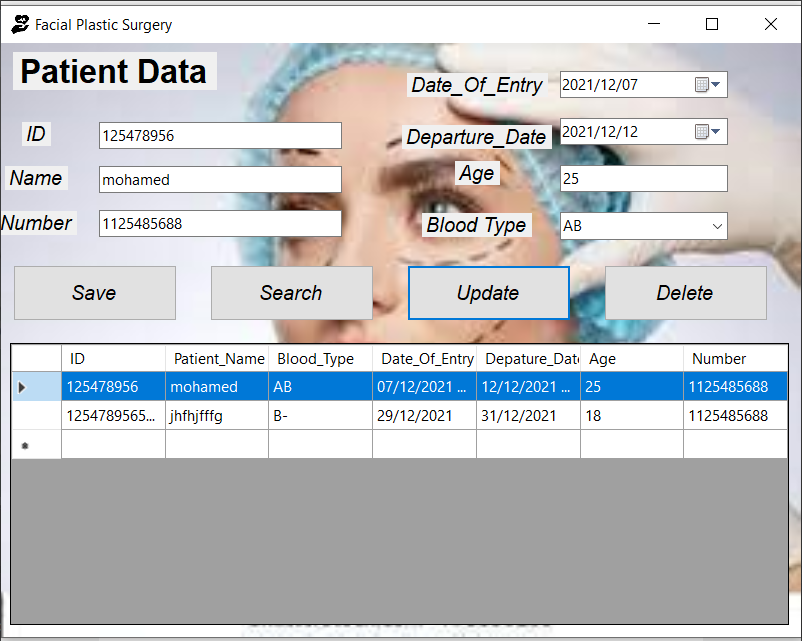 Facial Plastic Surgery
Patient Data
Date_Of_Entry 2021/12/07
ID 125478956
Departure_Date 2021/12/12
Name mohamed
Age 25
Number 1125485688
Blood Type AB
Save Search Update Delete
ID Patient_Name Blood_Type Date_Of_Entry Depature_Date Age Number
125478956 mohamed AB 07/12/2021 ... 12/12/2021 ... 25 1125485688
1254789565... jhfhjfffg B- 29/12/2021 31/12/2021 18 1125485688